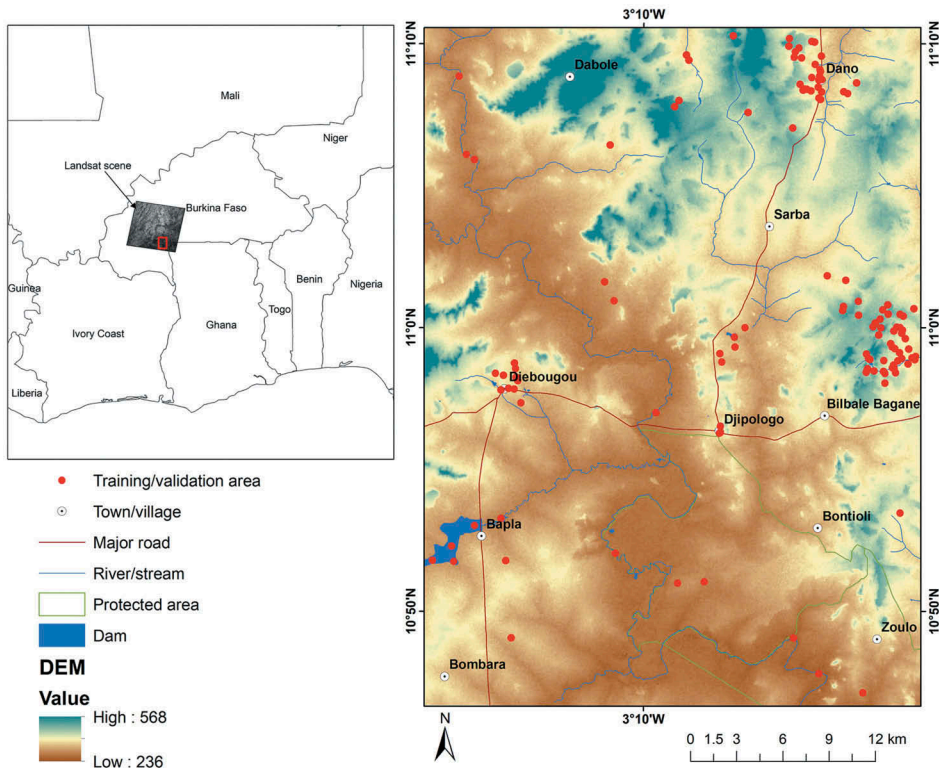 Mali
Niger
Landsat scene
Burkina Faso
Benin
Nigeria
Guinea
Togo
Ivory Coast
Ghana
Liberia
Training/validation area
Town/village
Major road
River/stream
Protected area
Dam
DEM
Value
High : 568
Low : 236
3°10'W
11°10'N
11°10'N
Dabole
Dano
Sarba
11°0'N
11°0'N
Diebougou
Bilbale Bagane
Djipologo
Bapla
Bontioli
10°50'N
10°50'N
Zoulo
Bombara
3°10'W
N
0 1.5 3 6 9 12 km